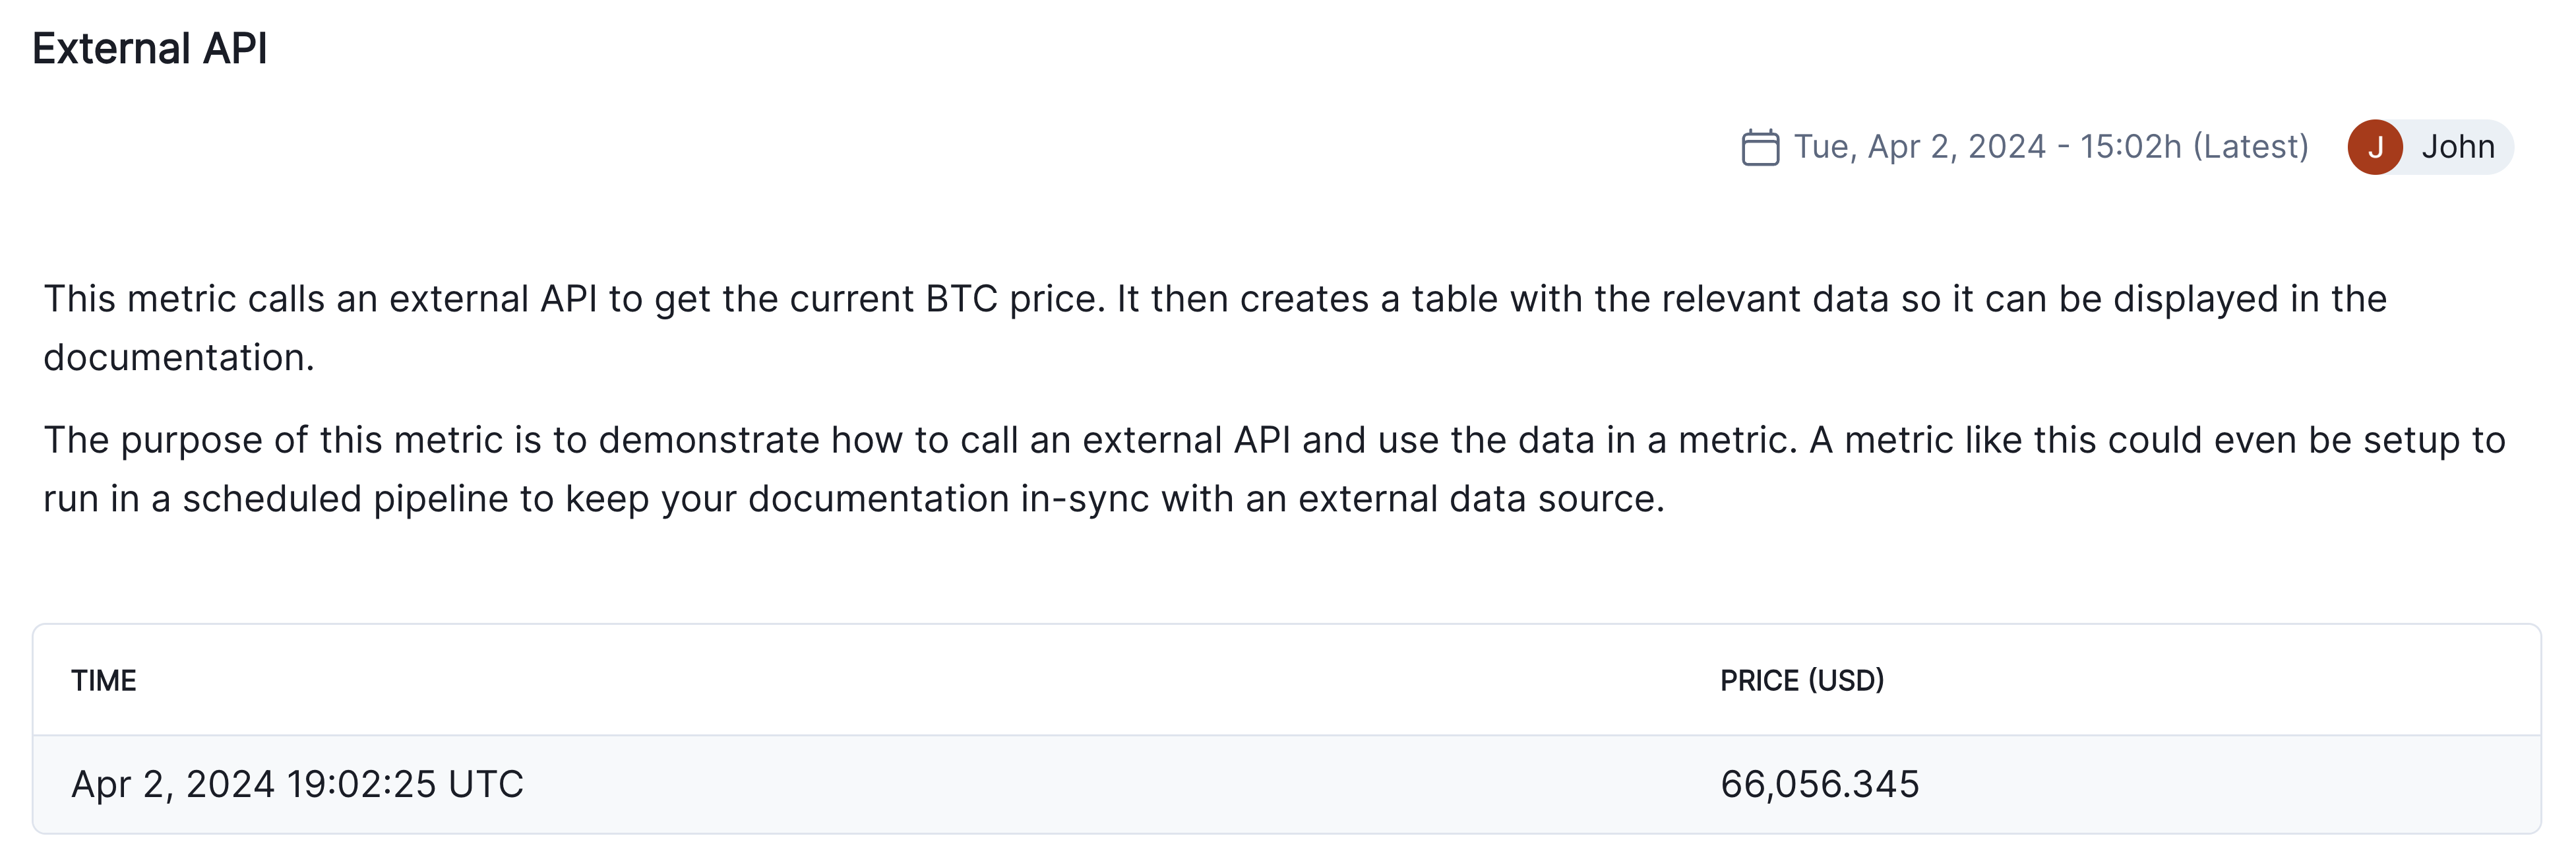 External API
Tue, Apr 2, 2024 - 15:02h (Latest)
J
John
This metric calls an external API to get the current BTC price. It then creates a table with the relevant data so it can be displayed in the
documentation.
The purpose of this metric is to demonstrate how to call an external API and use the data in a metric. A metric like this could even be setup to
run in a scheduled pipeline to keep your documentation in-sync with an external data source.
TIME PRICE (USD)
Apr 2, 2024 19:02:25 UTC 66,056.345